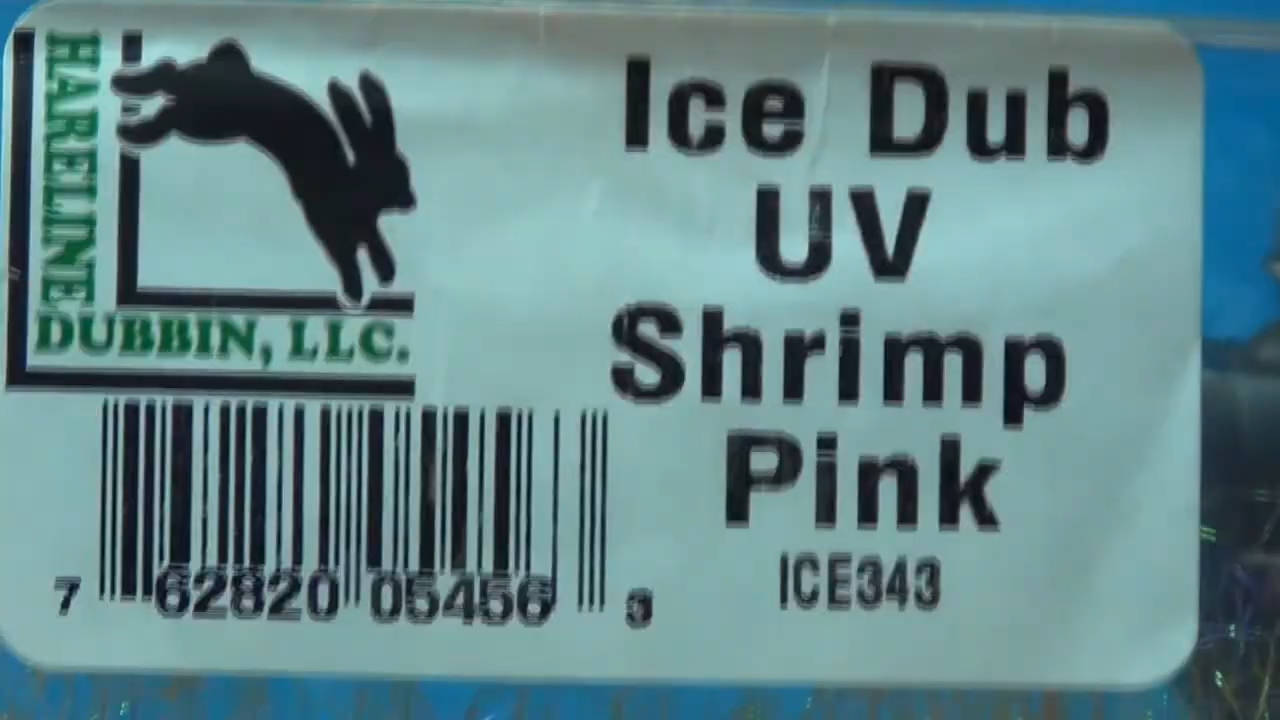 HARELINE
DUBBIN, LLC.
Ice Dub
UV
Shrimp
Pink
ICE343
7 62820 05456 3